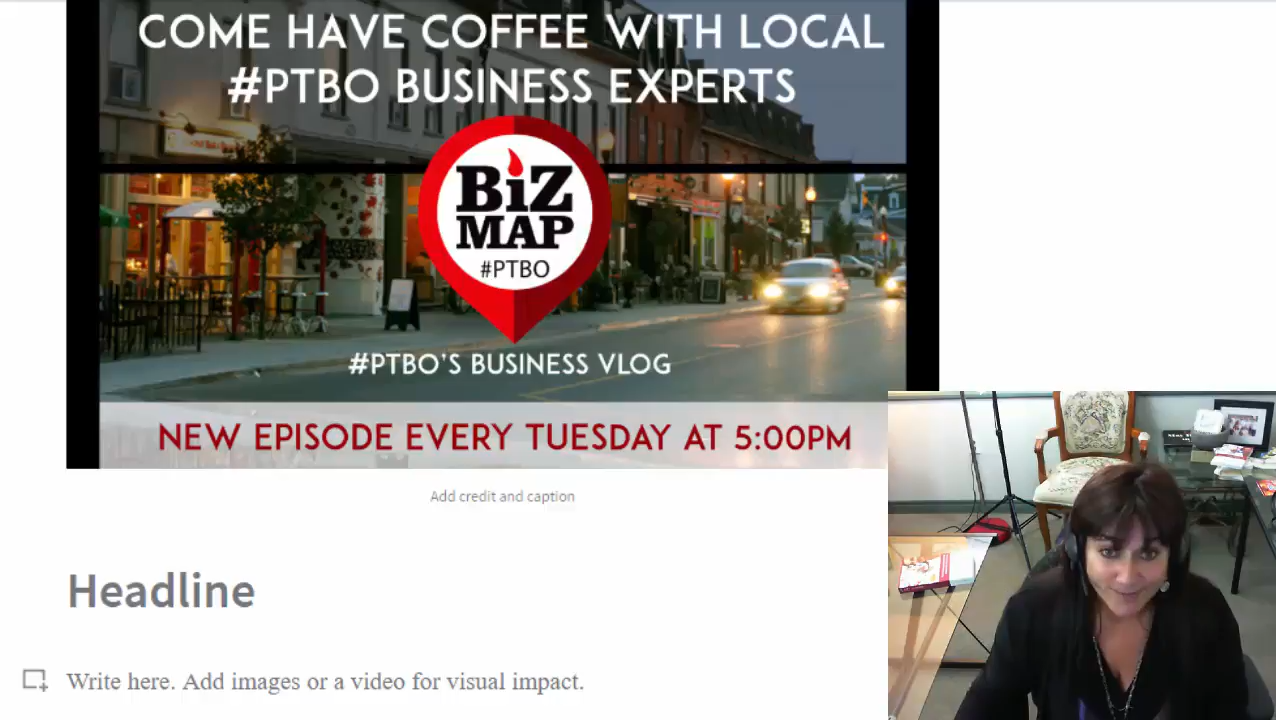 COME HAVE COFFEE WITH LOCAL
#PTBO BUSINESS EXPERTS
BiZ
MAP
#PTBO
#PTBO'S BUSINESS VLOG
NEW EPISODE EVERY TUESDAY AT 5:00PM
Add credit and caption
Headline
Write here. Add images or a video for visual impact.